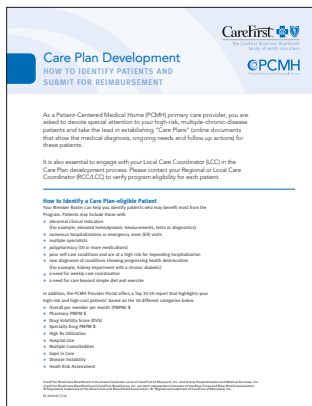 CareFirst
The CareFirst BlueCross BlueShield
family of health care plans
Care Plan Development
HOW TO IDENTIFY PATIENTS AND
SUBMIT FOR REIMBURSEMENT
PCMH
As a Patient-Centered Medical Home (PCMH) primary care provider, you are
asked to devote special attention to your high-risk, multiple-chronic-disease
patients and take the lead in establishing “Care Plans” (online documents
that show the medical diagnosis, ongoing needs and follow up actions) for
these patients.
It is also essential to engage with your Local Care Coordinator (LCC) in the
Care Plan development process. Please contact your Regional or Local Care
Coordinator (RCC/LCC) to verify program eligibility for each patient.
How to Identify a Care Plan-eligible Patient
Your Member Roster can help you identify patients who may benefit most from the
Program. Patients may include those with
abnormal clinical indicators
(for example, elevated hemodynamic measurements, tests or diagnostics)
numerous hospitalizations or emergency room (ER) visits
multiple specialists
polypharmacy (10 or more medications)
poor self-care conditions and are at high risk for impending hospitalization
new diagnoses of conditions showing progressing health deterioration
(for example, kidney impairment with a chronic diabetic)
a need for weekly care coordination
a need for care beyond simple diet and exercise
In addition, the PCMH Provider Portal offers a Top 10-50 report that highlights your
high-risk and high-cost patients* based on the 10 different categories below
Overall per member per month (PMPM) $
Pharmacy PMPM $
Drug Volatility Score (DVS)
Specialty Drug PMPM $
High Rx Utilization
Hospital Use
Multiple Comorbidities
Gaps in Care
Disease Instability
Health Risk Assessment